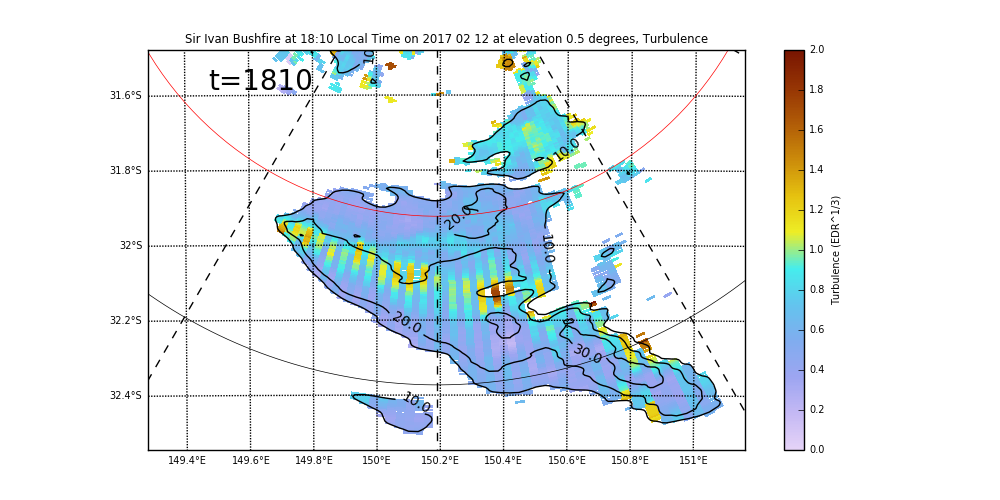 Sir Ivan Bushfire at 18:10 Local Time on 2017 02 12 at elevation 0.5 degrees, Turbulence
t=1810
31.6°S
31.8°S
32°S
32.2°S
32.4°S
149.4°E
149.6°E
149.8°E
150°E
150.2°E
150.4°E
150.6°E
150.8°E
151°E
10.0
20.0
10.0
20.0
30.0
10.0
2.0
1.8
1.6
1.4
1.2
1.0
0.8
0.6
0.4
0.2
0.0
Turbulence (EDR^1/3)